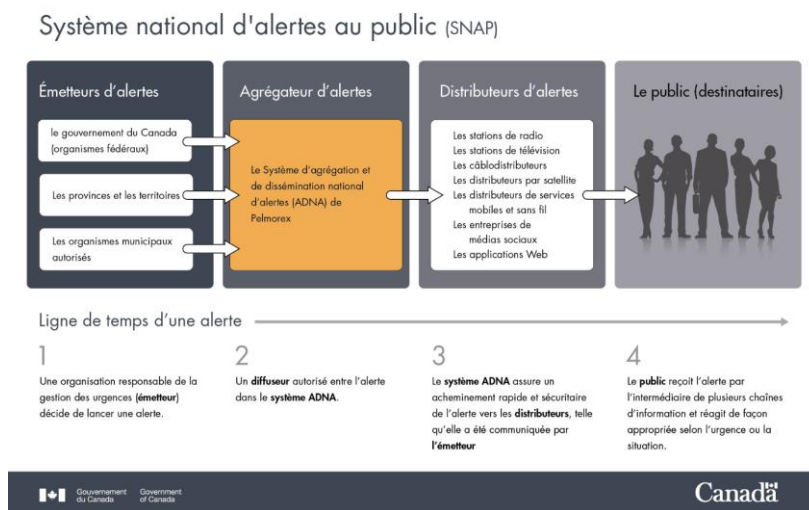 Système national d'alertes au public (SNAP)
Émetteurs d'alertes
le gouvernement du Canada
(organismes fédéraux)
Les provinces et les territoires
Les organismes municipaux
autorisés
Agrégateur d'alertes
Le Système d'agrégation et
de dissémination national
d'alertes (ADNA) de
Pelmorex
Distributeurs d'alertes
Les stations de radio
Les stations de télévision
Les câblodistributeurs
Les distributeurs par satellite
Les distributeurs de services
mobiles et sans fil
Les entreprises de
médias sociaux
Les applications Web
Le public (destinataires)
Ligne de temps d'une alerte
1
Une organisation responsable de la
gestion des urgences (émetteur)
décide de lancer une alerte.
2
Un diffuseur autorisé entre l'alerte
dans le système ADNA.
3
Le système ADNA assure un
acheminement rapide et sécuritaire
de l'alerte vers les distributeurs, telle
qu'elle a été communiquée par
l'émetteur
4
Le public reçoit l'alerte par
l'intermédiaire de plusieurs chaînes
d'information et réagit de façon
appropriée selon l'urgence ou la
situation.
Gouvernement
du Canada
Government
of Canada
Canada